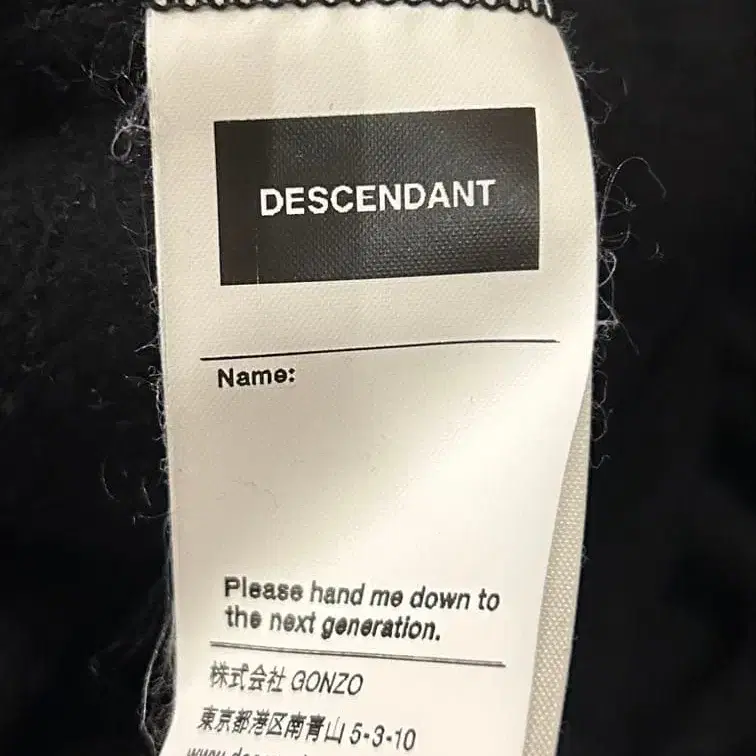 DESCENDANT
Name:
Please hand me down to
the next generation.
株式会社 GONZO
東京都港区南青山 5-3-10